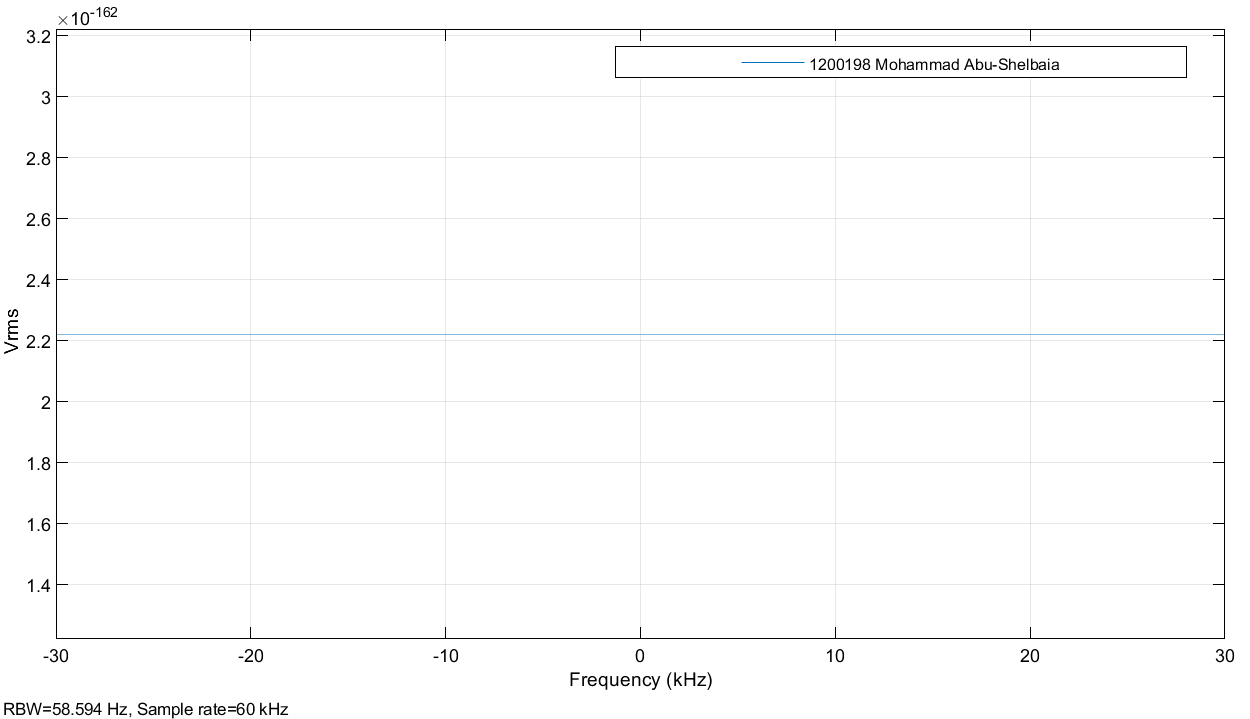 ×10-162
3.2
1200198 Mohammad Abu-Shelbaia
3
2.8
2.6
2.4
2.2
2
1.8
1.6
1.4
Vrms
-30 -20 -10 0 10 20 30
Frequency (kHz)
RBW=58.594 Hz, Sample rate=60 kHz